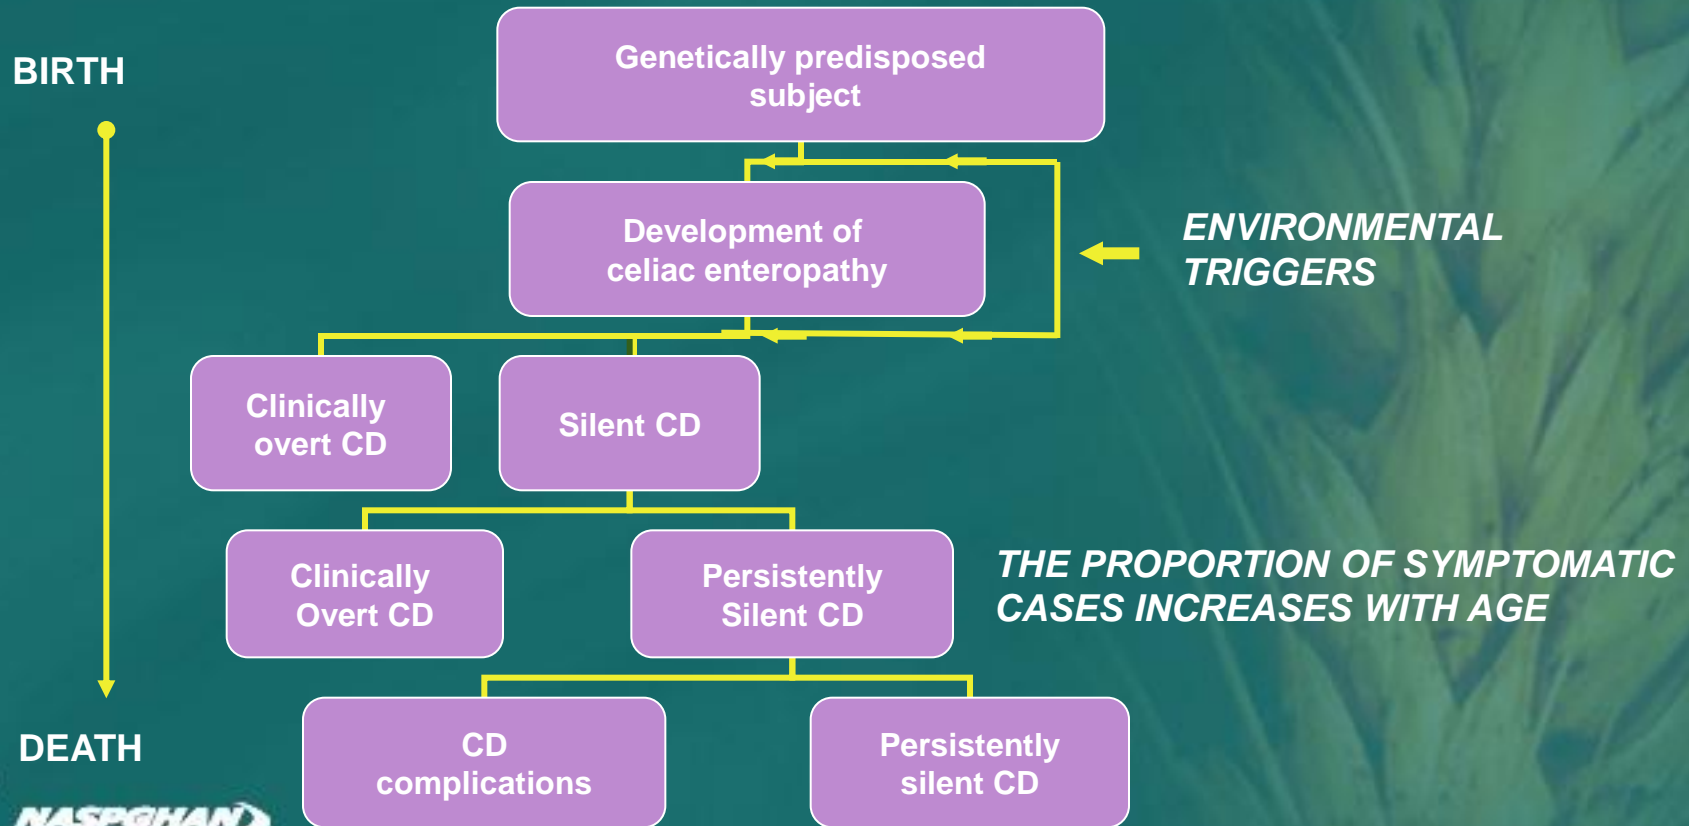 BIRTH
Genetically predisposed
subject
Development of
celiac enteropathy
ENVIRONMENTAL
TRIGGERS
Clinically
overt CD
Silent CD
Clinically
Overt CD
Persistently
Silent CD
THE PROPORTION OF SYMPTOMATIC
CASES INCREASES WITH AGE
DEATH
CD
complications
Persistently
silent CD
NASPGHAN